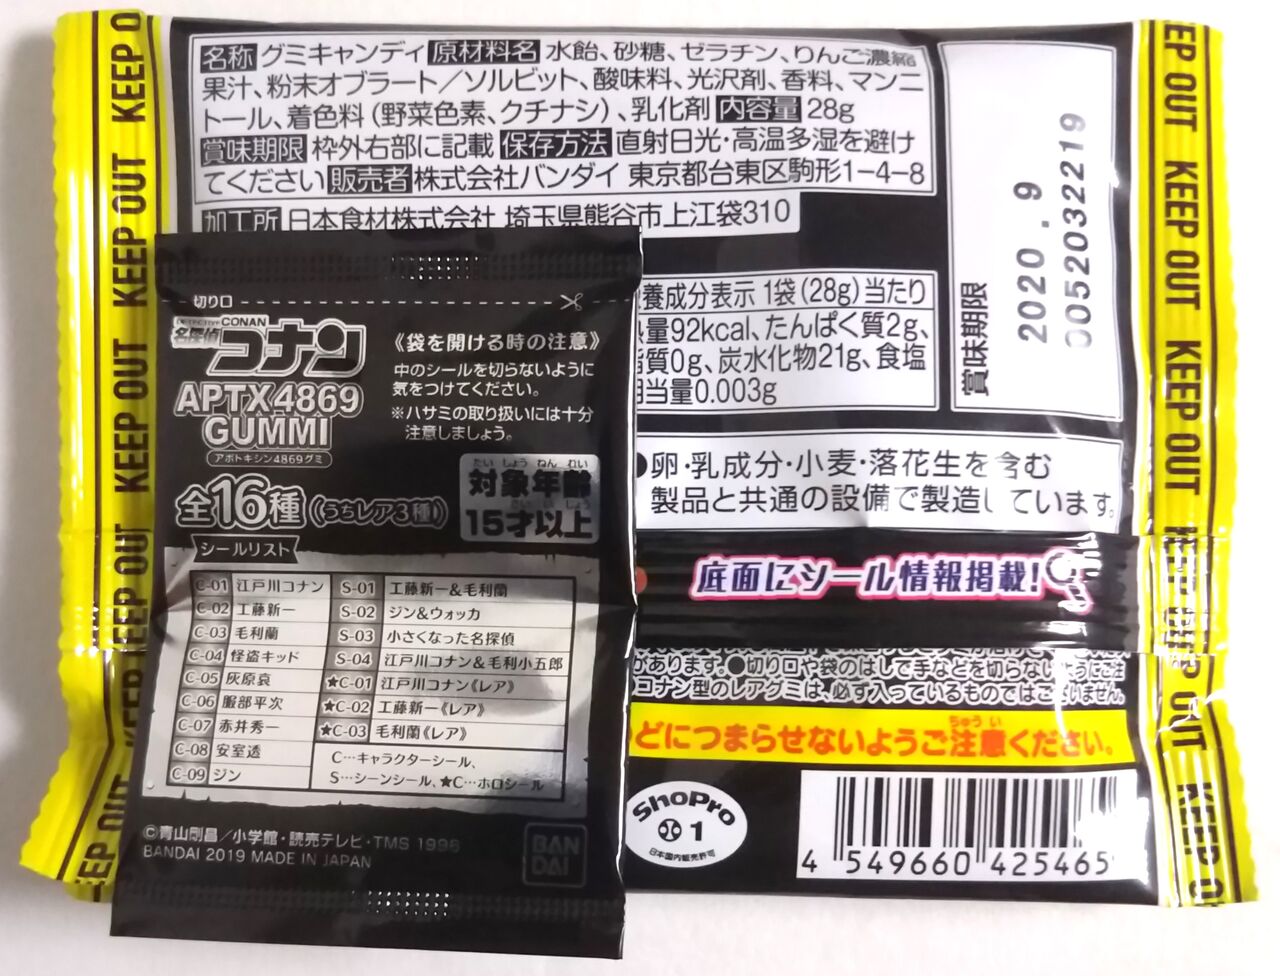 名称 グミキャンディ 原材料名 水飴、砂糖、ゼラチン、りんご濃縮
果汁、粉末オブラート／ソルビット、酸味料、光沢剤、香料、マンニ
トール、着色料(野菜色素、クチナシ)、乳化剤 内容量 28g
賞味期限 枠外右部に記載 保存方法 直射日光・高温多湿を避け
てください 販売者 株式会社バンダイ 東京都台東区駒形1-4-8
加工所 日本食材株式会社 埼玉県熊谷市上江袋310
賞味期限
2020.9
0052032219
養成分表示 1袋(28g)当たり
量92kcal、たんぱく質2g、
質0g、炭水化物21g、食塩
当量0.003g
●卵・乳成分・小麦・落花生を含む
製品と共通の設備で製造しています。
底面にシール情報掲載!
があります。●切り口や袋のはしで手などを切らないようにご注
コナン型のレアグミは、必ず入っているものではございません。
どにつまらせないようご注意ください。
ちゅうい
ShoPro
1
日本国内販売許可
4 549660 425465
切り口
DETECTIVE CONAN
名探偵
コナン
APTX4869
GUMMI
アポトキシン4869グミ
《袋を開ける時の注意》
中のシールを切らないように
気をつけてください。
※ハサミの取り扱いには十分
注意しましょう。
たいしょうねんれい
対象年齢
15才以上
全16種(うちレア3種)
シールリスト
C-01 江戸川コナン
C-02 工藤新一
C-03 毛利蘭
C-04 怪盗キッド
C-05 灰原哀
C-06 服部平次
C-07 赤井秀一
C-08 安室透
C-09 ジン
S-01 工藤新一&毛利蘭
S-02 ジン&ウォッカ
S-03 小さくなった名探偵
S-04 江戸川コナン&毛利小五郎
★C-01 江戸川コナン《レア》
★C-02 工藤新一《レア》
★C-03 毛利蘭《レア》
C…キャラクターシール、
S…シーンシール、★C…ホロシール
©青山剛昌／小学館・読売テレビ・TMS 1996
BANDAI 2019 MADE IN JAPAN
BAN
DAI
KEEP OUT
KEEP OUT
KEEP OUT
KEEP OUT
KEEP OUT
EEP OUT
EP OUT
KEEP OUT
KEEP OUT
KEEP OUT